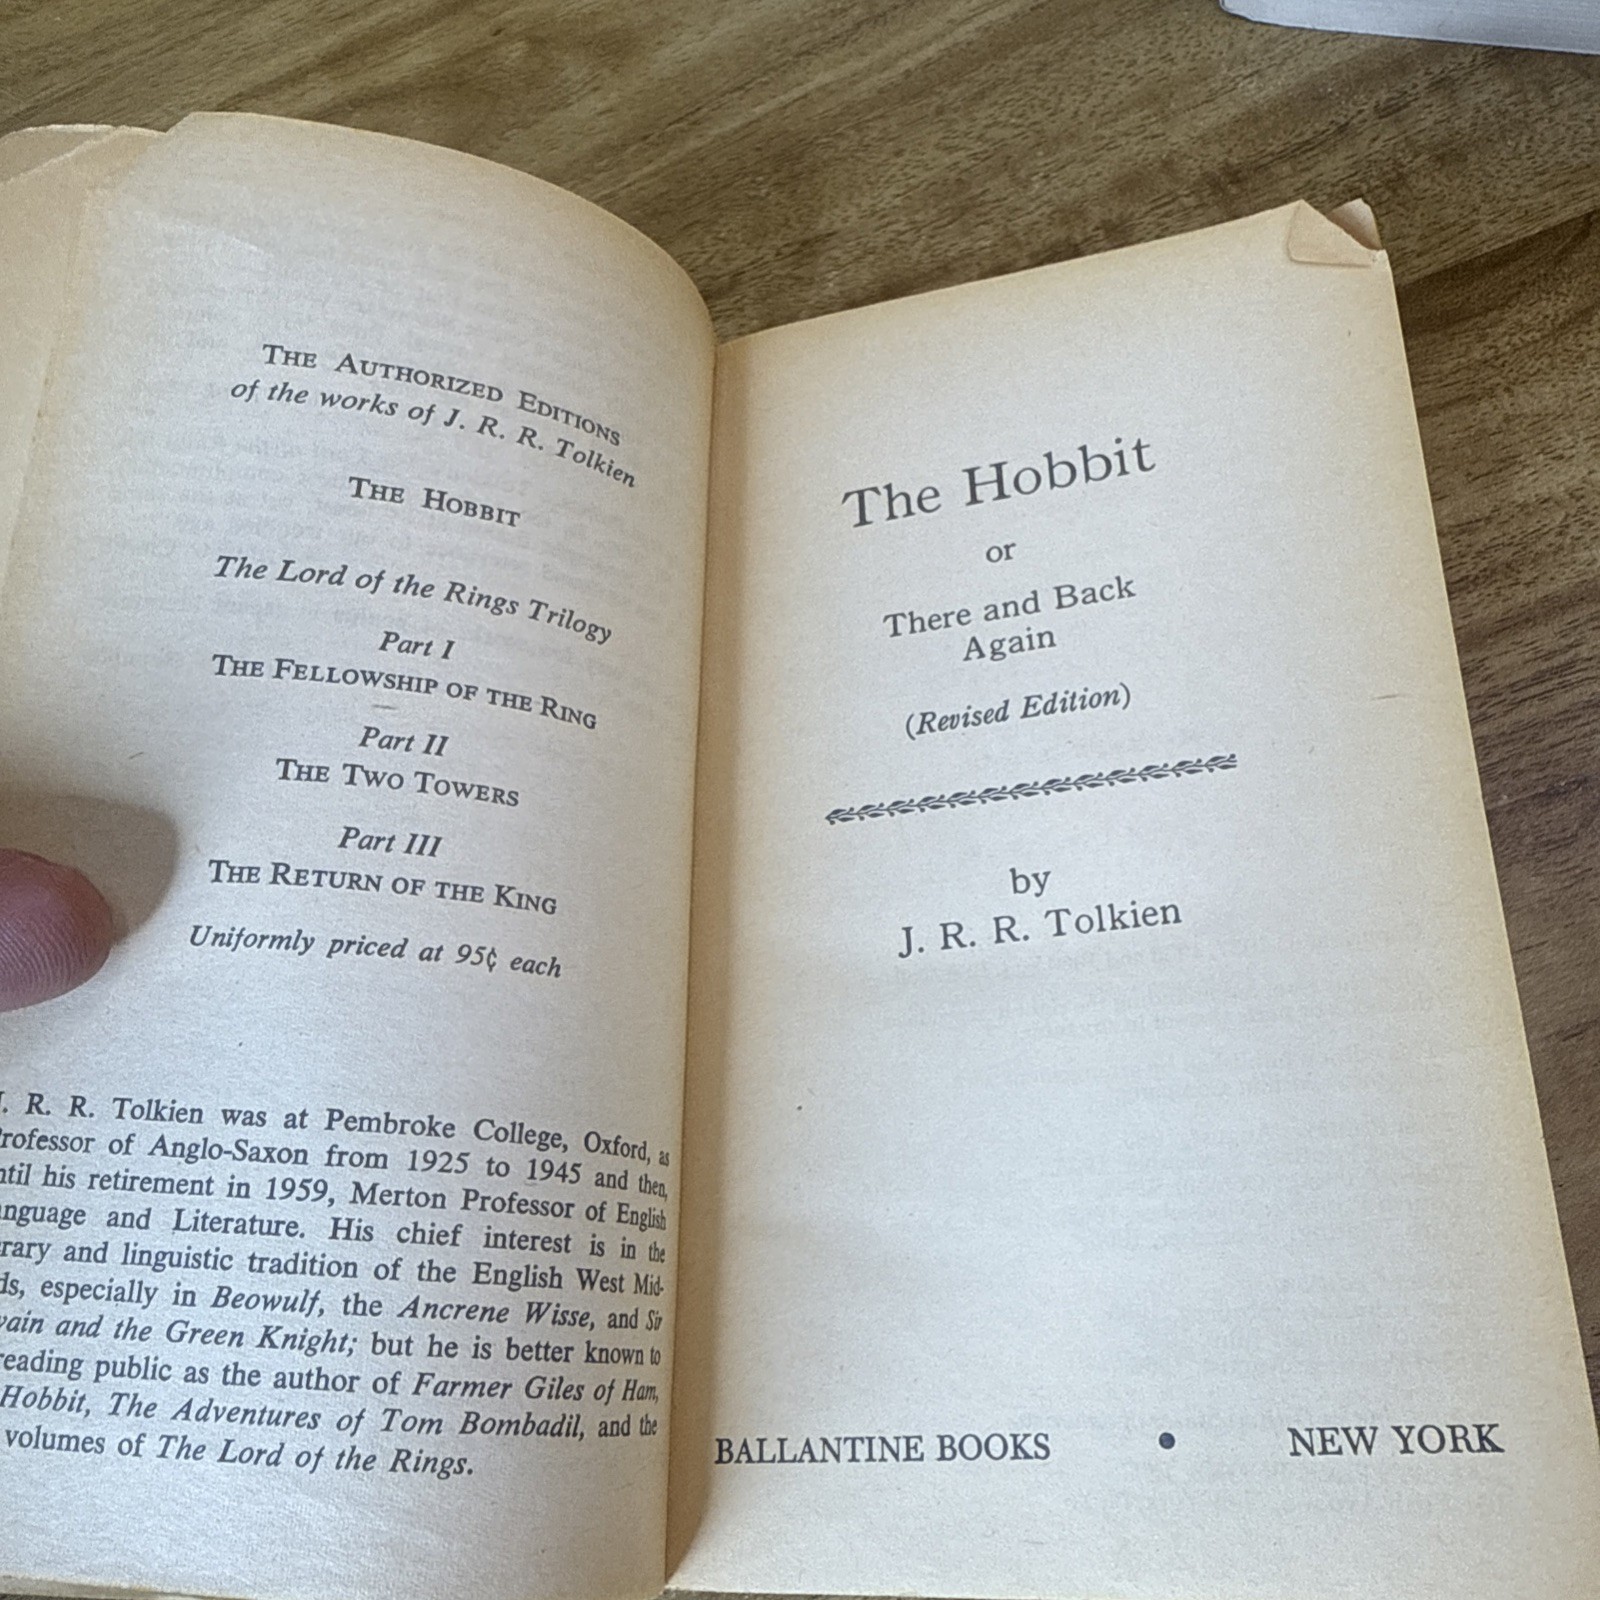 The Authorized Editions
of the works of J. R. R. Tolkien
The Hobbit
The Lord of the Rings Trilogy
Part I
The Fellowship of the Ring
Part II
The Two Towers
Part III
The Return of the King
Uniformly priced at 95¢ each
J. R. R. Tolkien was at Pembroke College, Oxford, as
rofessor of Anglo-Saxon from 1925 to 1945 and then,
ntil his retirement in 1959, Merton Professor of English
anguage and Literature. His chief interest is in the
rary and linguistic tradition of the English West Mid-
ds, especially in Beowulf, the Ancrene Wisse, and Sir
wain and the Green Knight; but he is better known to
reading public as the author of Farmer Giles of Ham,
Hobbit, The Adventures of Tom Bombadil, and the
volumes of The Lord of the Rings.
The Hobbit
or
There and Back
Again
(Revised Edition)
by
J. R. R. Tolkien
BALLANTINE BOOKS • NEW YORK